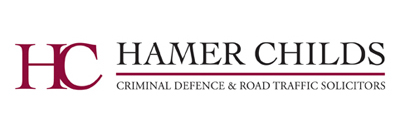 HC HAMER CHILDS
CRIMINAL DEFENCE & ROAD TRAFFIC SOLICITORS